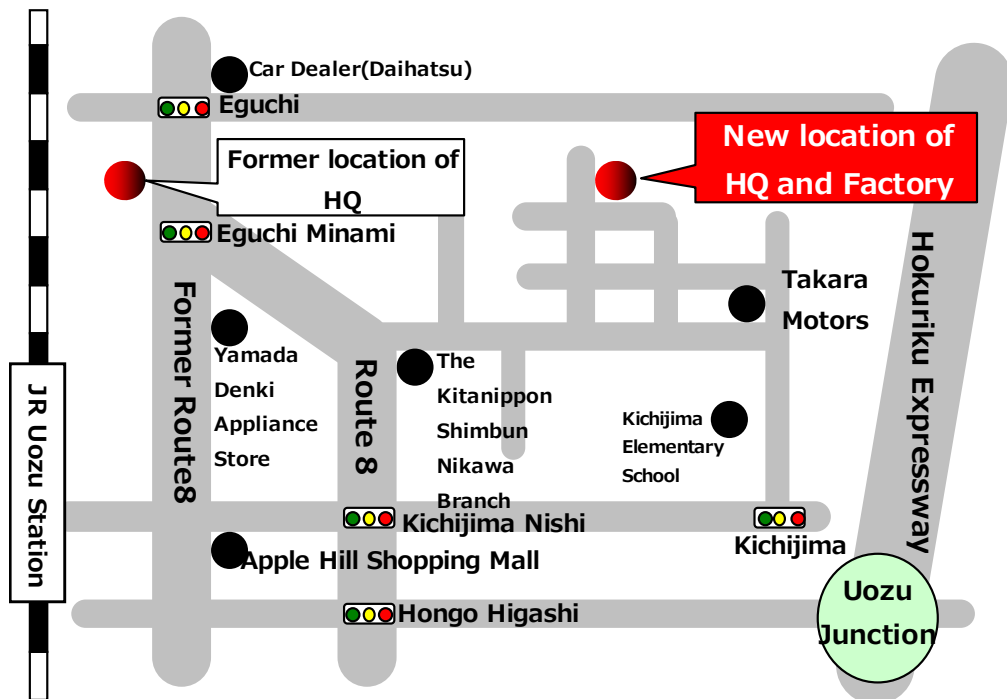 Car Dealer(Daihatsu)
Eguchi
Former location of
HQ
New location of
HQ and Factory
Eguchi Minami
Former Route8
Yamada
Denki
Appliance
Store
Route 8
The
Kitanippon
Shimbun
Nikawa
Branch
Takara
Motors
Kichijima
Elementary
School
Hokuriku Expressway
JR Uozu Station
Kichijima Nishi
Kichijima
Apple Hill Shopping Mall
Hongo Higashi
Uozu
Junction